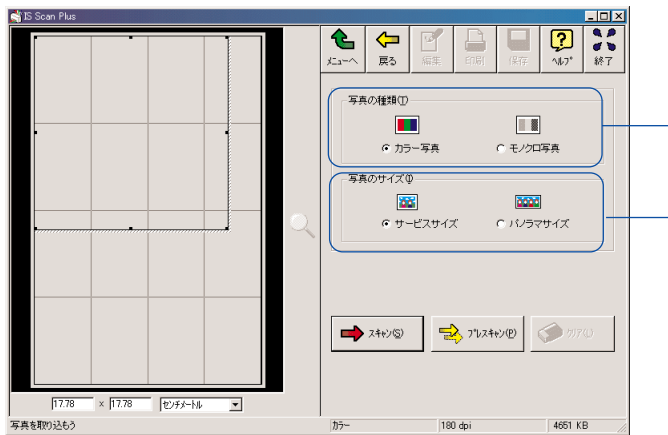 IS Scan Plus
メニューへ 戻る 編集 印刷 保存 ヘルプ 終了
写真の種類(T)
カラー写真 モノクロ写真
写真のサイズ(I)
サービスサイズ パノラマサイズ
スキャン(S) プレスキャン(P) クリア(L)
17.78 × 17.78 センチメートル
写真を取り込もう カラー 180 dpi 4651 KB